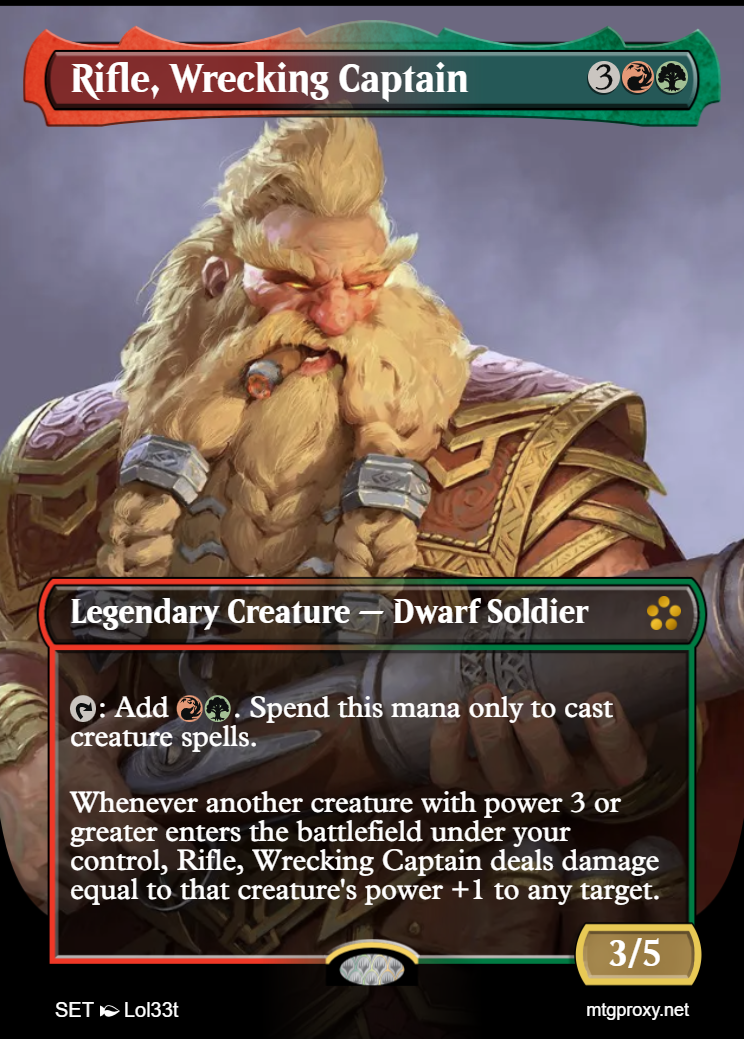 Rifle, Wrecking Captain 3
Legendary Creature — Dwarf Soldier
: Add . Spend this mana only to cast
creature spells.
Whenever another creature with power 3 or
greater enters the battlefield under your
control, Rifle, Wrecking Captain deals damage
equal to that creature's power +1 to any target.
3/5
SET Lol33t
mtgproxy.net